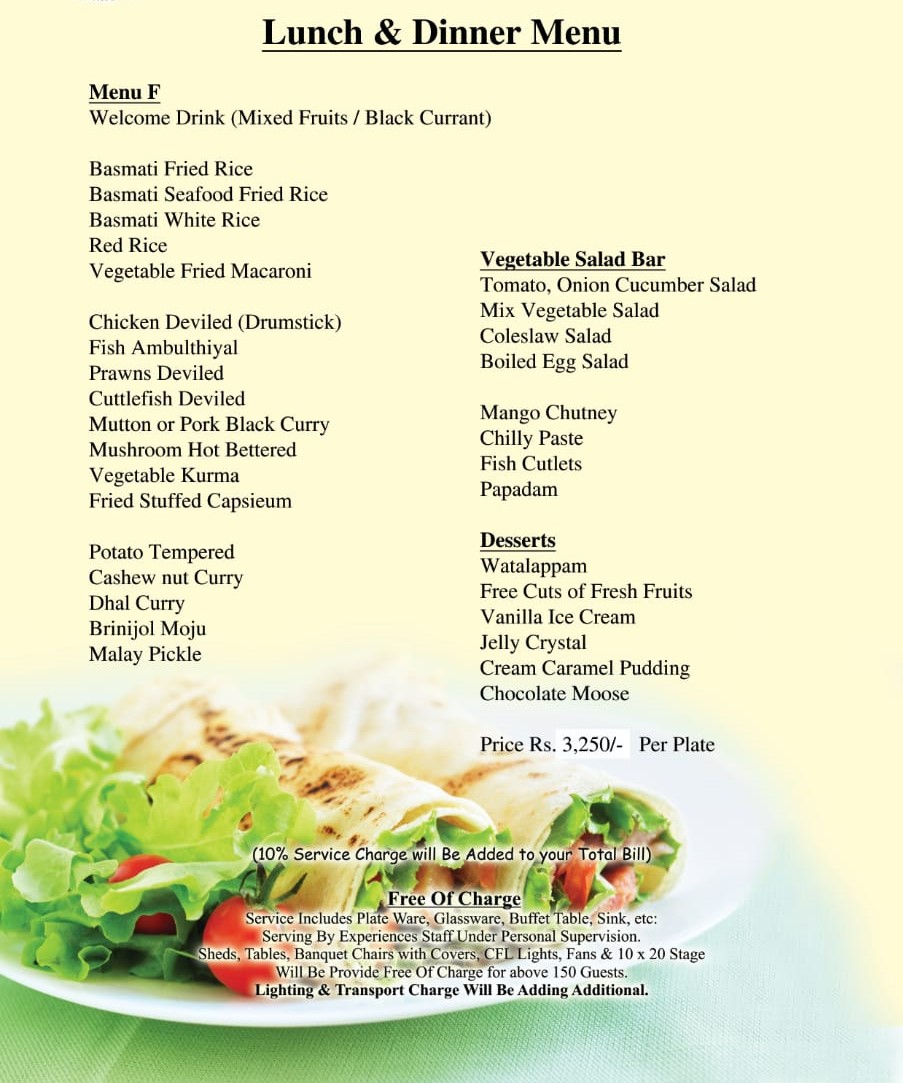 Lunch & Dinner Menu
Menu F
Welcome Drink (Mixed Fruits / Black Currant)
Basmati Fried Rice
Basmati Seafood Fried Rice
Basmati White Rice
Red Rice
Vegetable Fried Macaroni
Chicken Deviled (Drumstick)
Fish Ambulthiyal
Prawns Deviled
Cuttlefish Deviled
Mutton or Pork Black Curry
Mushroom Hot Bettered
Vegetable Kurma
Fried Stuffed Capsieum
Potato Tempered
Cashew nut Curry
Dhal Curry
Brinijol Moju
Malay Pickle
Vegetable Salad Bar
Tomato, Onion Cucumber Salad
Mix Vegetable Salad
Coleslaw Salad
Boiled Egg Salad
Mango Chutney
Chilly Paste
Fish Cutlets
Papadam
Desserts
Watalappam
Free Cuts of Fresh Fruits
Vanilla Ice Cream
Jelly Crystal
Cream Caramel Pudding
Chocolate Moose
Price Rs. 3,250/- Per Plate
(10% Service Charge will Be Added to your Total Bill)
Free Of Charge
Service Includes Plate Ware, Glassware, Buffet Table, Sink, etc:
Serving By Experiences Staff Under Personal Supervision.
Sheds, Tables, Banquet Chairs with Covers, CFL Lights, Fans & 10 x 20 Stage
Will Be Provide Free Of Charge for above 150 Guests.
Lighting & Transport Charge Will Be Adding Additional.